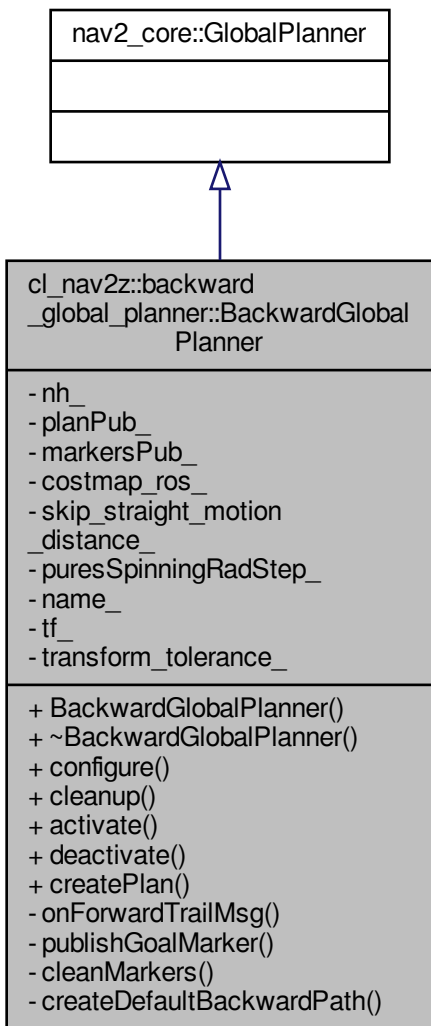 nav2_core::GlobalPlanner
cl_nav2z::backward
_global_planner::BackwardGlobal
Planner
- nh_
- planPub_
- markersPub_
- costmap_ros_
- skip_straight_motion
_distance_
- puresSpinningRadStep_
- name_
- tf_
- transform_tolerance_
+ BackwardGlobalPlanner()
+ ~BackwardGlobalPlanner()
+ configure()
+ cleanup()
+ activate()
+ deactivate()
+ createPlan()
- onForwardTrailMsg()
- publishGoalMarker()
- cleanMarkers()
- createDefaultBackwardPath()